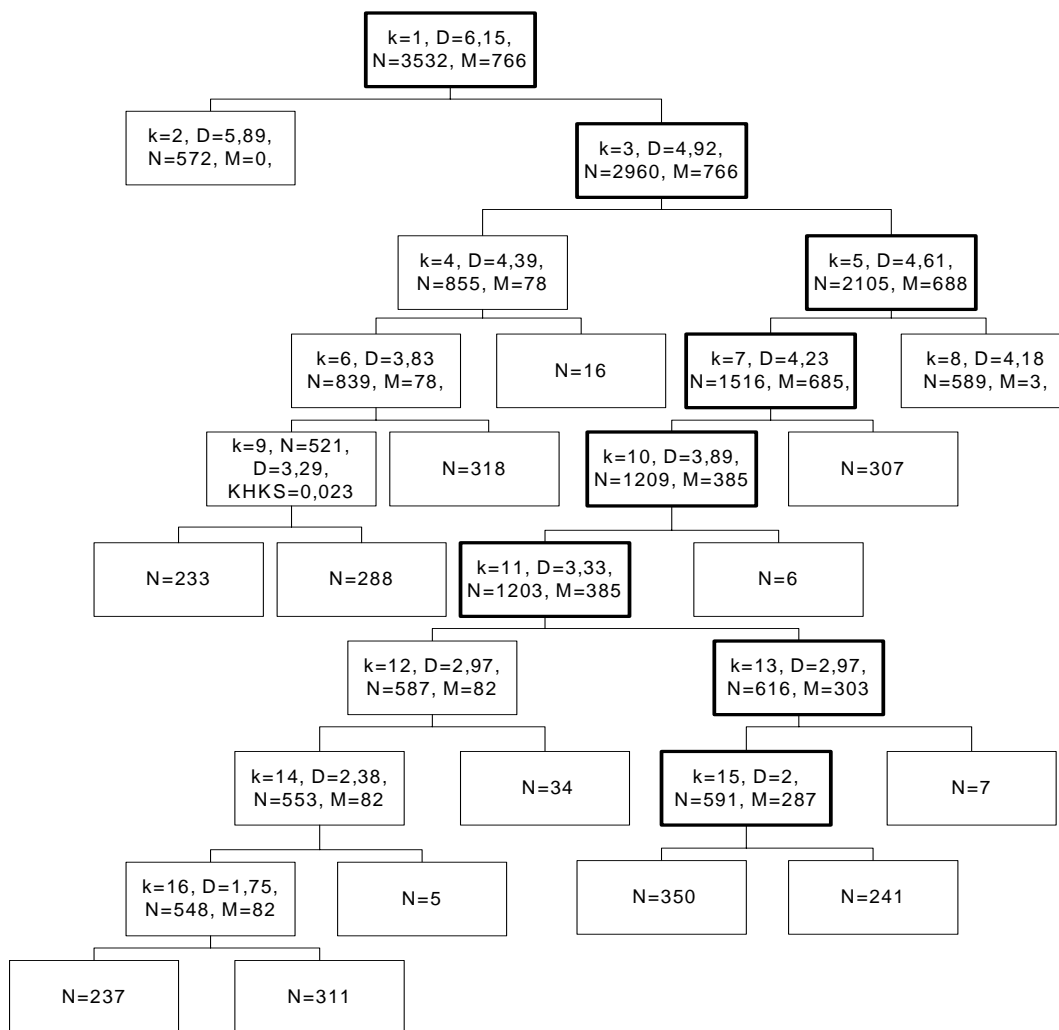 k=1, D=6,15,
N=3532, M=766
k=2, D=5,89,
N=572, M=0,
k=3, D=4,92,
N=2960, M=766
k=4, D=4,39,
N=855, M=78
k=5, D=4,61,
N=2105, M=688
k=6, D=3,83
N=839, M=78,
N=16
k=7, D=4,23
N=1516, M=685,
k=8, D=4,18
N=589, M=3,
k=9, N=521,
D=3,29,
KHKS=0,023
N=318
k=10, D=3,89,
N=1209, M=385
N=307
N=233
N=288
k=11, D=3,33,
N=1203, M=385
N=6
k=12, D=2,97,
N=587, M=82
k=13, D=2,97,
N=616, M=303
k=14, D=2,38,
N=553, M=82
N=34
k=15, D=2,
N=591, M=287
N=7
k=16, D=1,75,
N=548, M=82
N=5
N=350
N=241
N=237
N=311